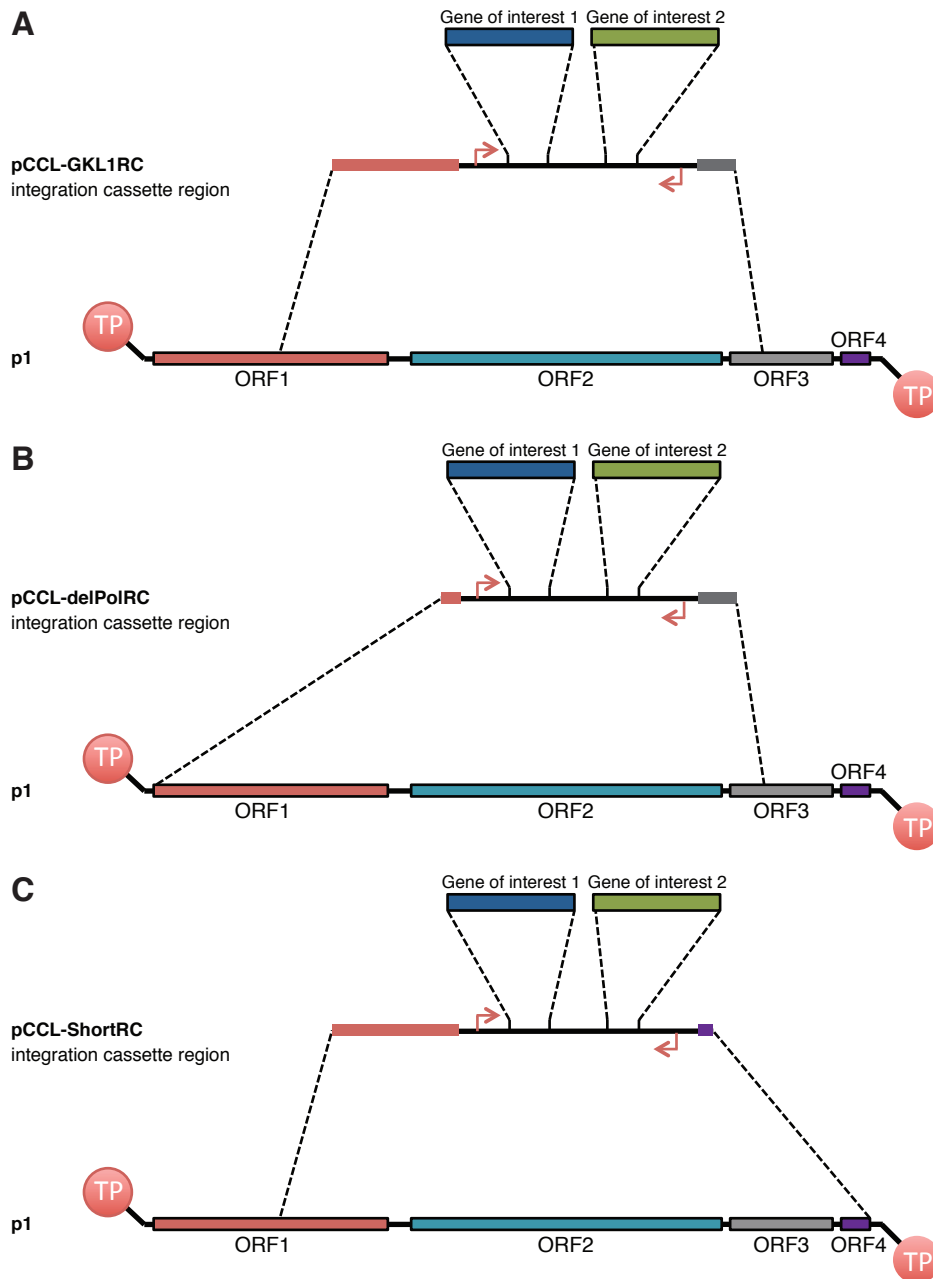 A
Gene of interest 1 Gene of interest 2
pCCL-GKL1RC
integration cassette region
TP
ORF4
p1
ORF1 ORF2 ORF3
TP
B
Gene of interest 1 Gene of interest 2
pCCL-delPolRC
integration cassette region
TP
ORF4
p1
ORF1 ORF2 ORF3
TP
C
Gene of interest 1 Gene of interest 2
pCCL-ShortRC
integration cassette region
TP
p1
ORF1 ORF2 ORF3 ORF4
TP